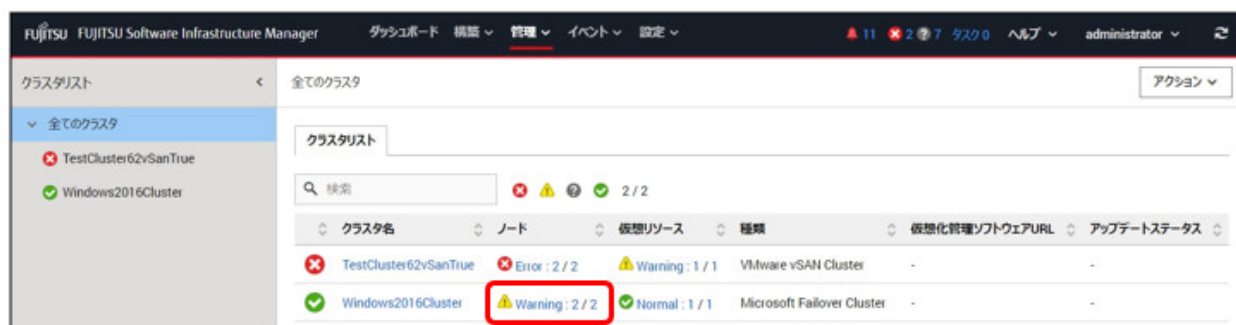 FUJITSU FUJITSU Software Infrastructure Manager ダッシュボード 構築 管理 イベント 設定 11 2 7 タスク 0 ヘルプ administrator
クラスタリスト 全てのクラスタ アクション
全てのクラスタ
クラスタリスト
TestCluster62vSanTrue
Windows2016Cluster 検索 2 / 2
クラスタ名 ノード 仮想リソース 種類 仮想化管理ソフトウェアURL アップデートステータス
TestCluster62vSanTrue Error : 2 / 2 Warning : 1 / 1 VMware vSAN Cluster - -
Windows2016Cluster Warning : 2 / 2 Normal : 1 / 1 Microsoft Failover Cluster - -